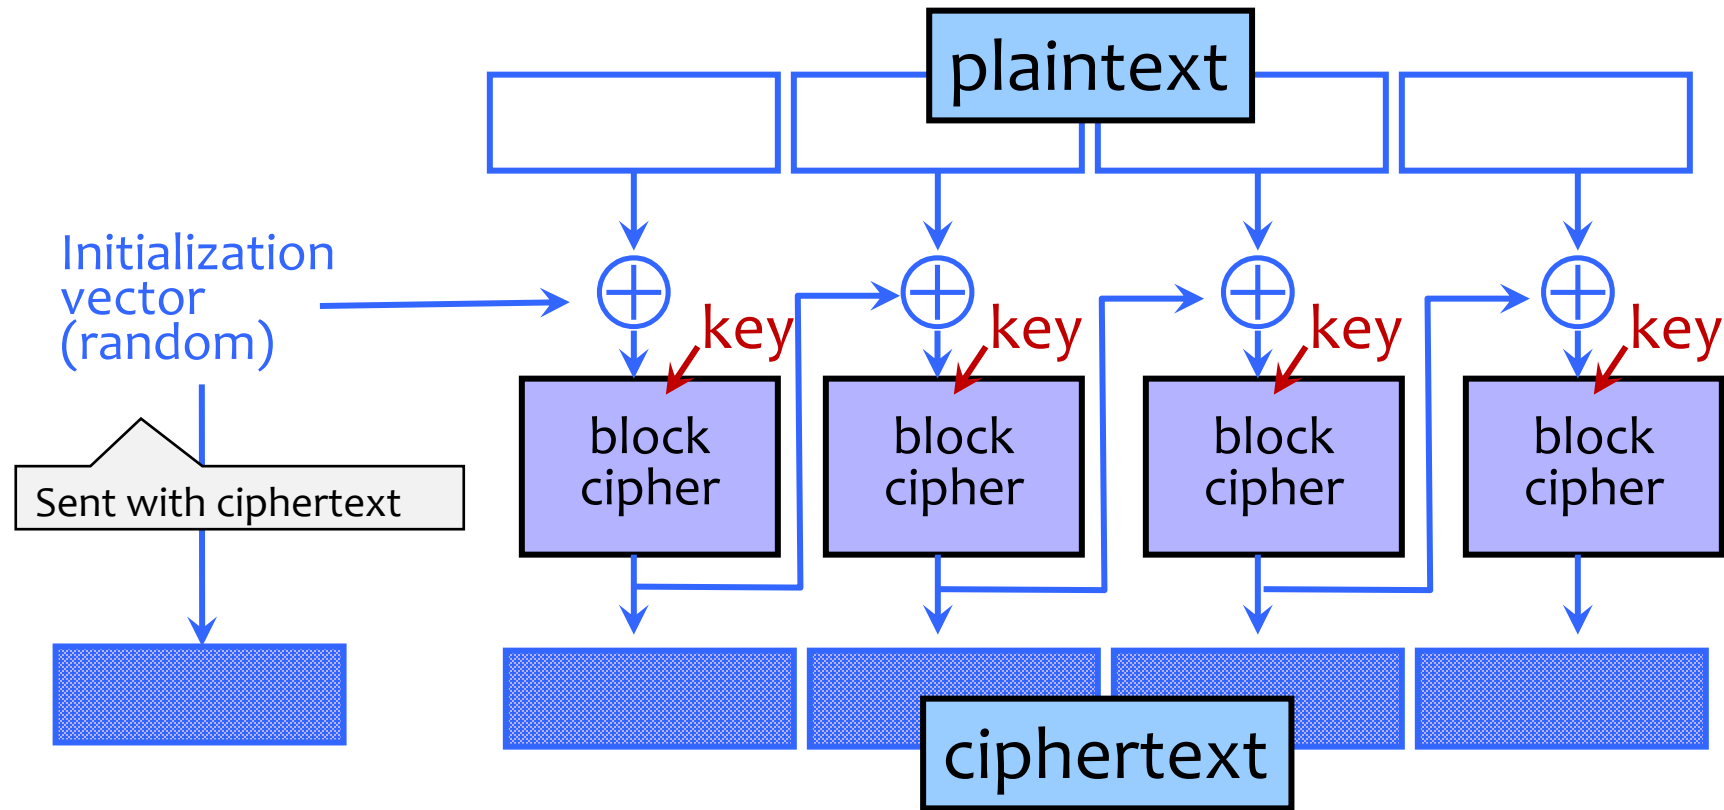 plaintext
Initialization
vector
(random)
key
key
key
key
block
cipher
block
cipher
block
cipher
block
cipher
Sent with ciphertext
ciphertext